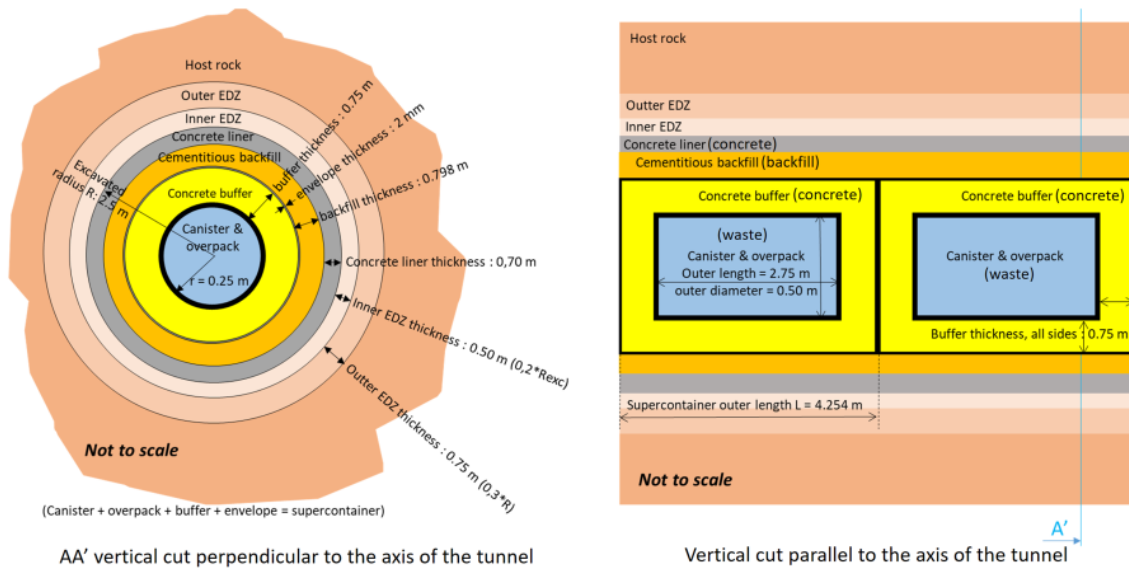 Host rock
Outer EDZ
Inner EDZ
Concrete liner
Cementitious backfill
Concrete buffer
Canister &
overpack
r = 0.25 m
Excavated
radius R: 2.5 m
buffer thickness : 0.75 m
envelope thickness : 2 mm
backfill thickness : 0.798 m
Concrete liner thickness : 0,70 m
Inner EDZ thickness : 0.50 m (0,2*Rexc)
Outter EDZ thickness : 0.75 m (0,3*R)
Not to scale
(Canister + overpack + buffer + envelope = supercontainer)
AA' vertical cut perpendicular to the axis of the tunnel
Host rock
Outter EDZ
Inner EDZ
Concrete liner (concrete)
Cementitious backfill (backfill)
Concrete buffer (concrete)
(waste)
Canister & overpack
Outer length = 2.75 m
outer diameter = 0.50 m
Concrete buffer (concrete)
Canister & overpack
(waste)
Buffer thickness, all sides : 0.75 m
Supercontainer outer length L = 4.254 m
Not to scale
A'
Vertical cut parallel to the axis of the tunnel